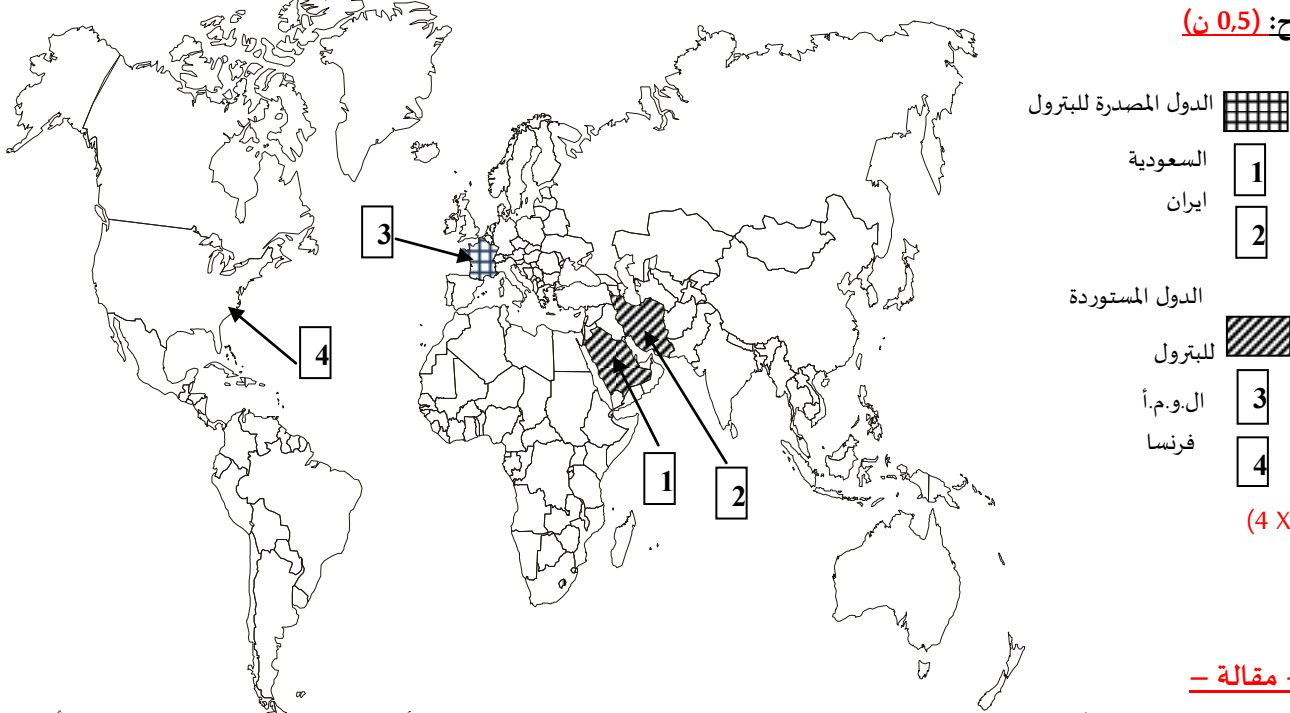 ح: (0,5 ن)
الدول المصدرة للبترول
1 السعودية
ايران
2
الدول المستوردة
للبترول
3 ال.و.م.أ
فرنسا
4
(4 X
3
4
1
2
- مقالة –